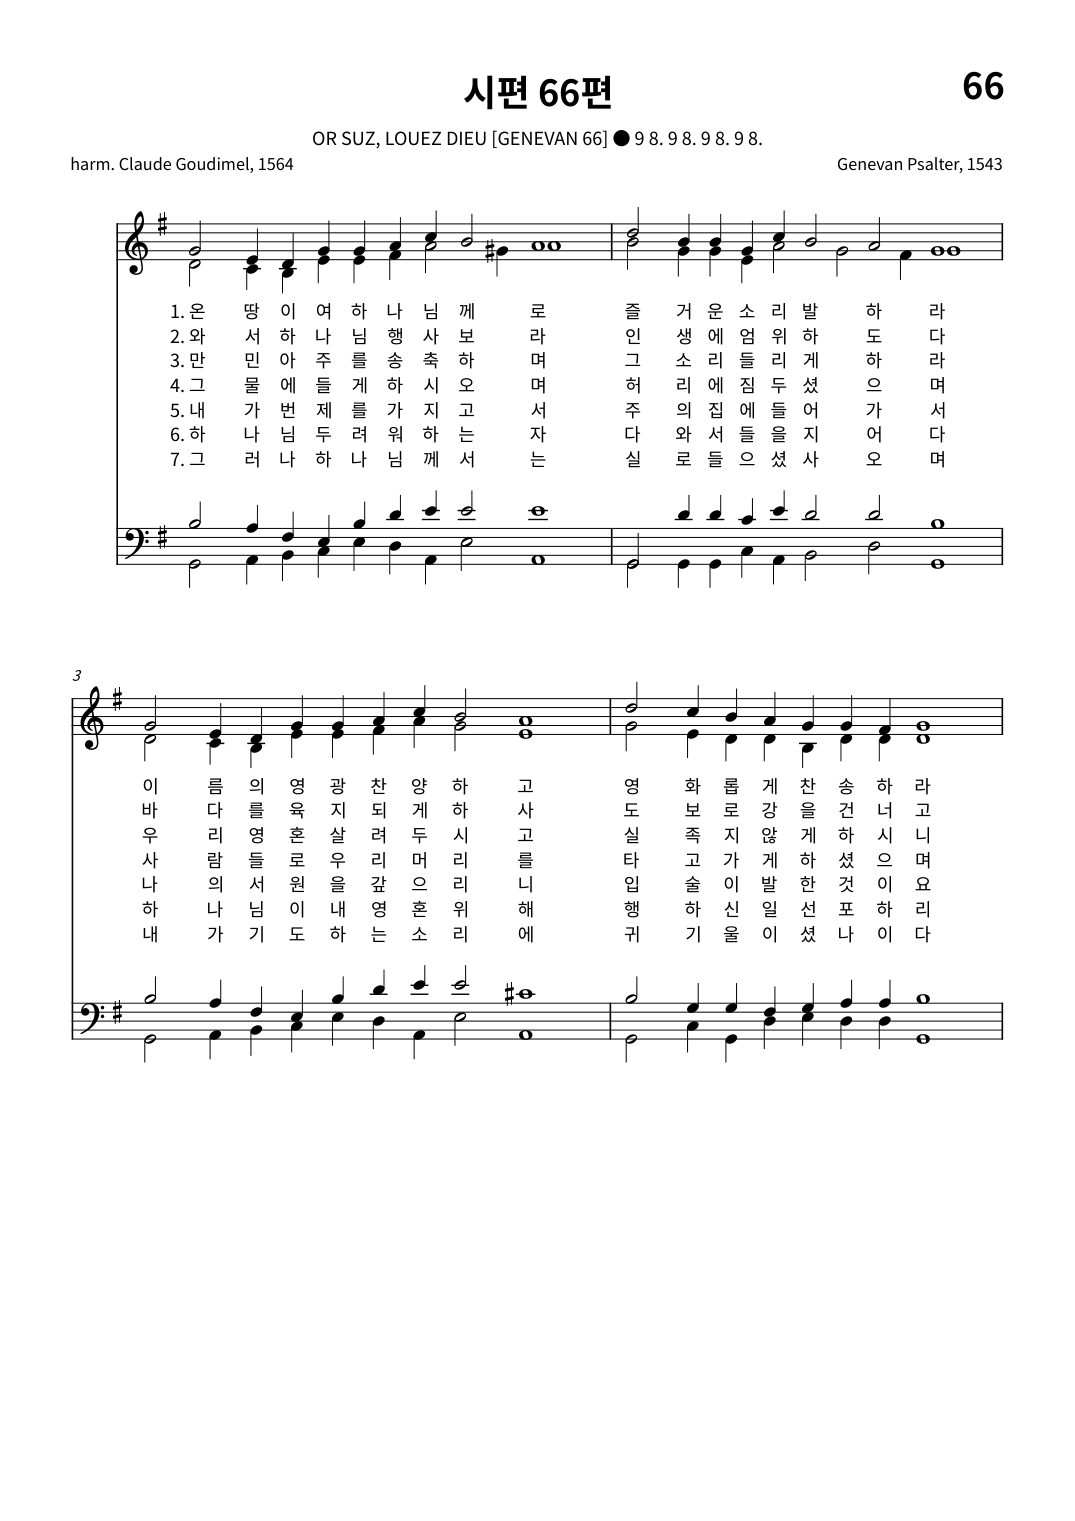 시편 66편
66
OR SUZ, LOUEZ DIEU [GENEVAN 66] ● 9 8. 9 8. 9 8. 9 8.
harm. Claude Goudimel, 1564
Genevan Psalter, 1543
1. 온 땅 이 여 하 나 님 께 로 즐 거 운 소 리 발 하 라
2. 와 서 하 나 님 행 사 보 라 인 생 에 엄 위 하 도 다
3. 만 민 아 주 를 송 축 하 며 그 소 리 들 리 게 하 라
4. 그 물 에 들 게 하 시 오 며 허 리 에 짐 두 셨 으 며
5. 내 가 번 제 를 가 지 고 서 주 의 집 에 들 어 가 서
6. 하 나 님 두 려 워 하 는 자 다 와 서 들 을 지 어 다
7. 그 러 나 하 나 님 께 서 는 실 로 들 으 셨 사 오 며
3
이 름 의 영 광 찬 양 하 고 영 화 롭 게 찬 송 하 라
바 다 를 육 지 되 게 하 사 도 보 로 강 을 건 너 고
우 리 영 혼 살 려 두 시 고 실 족 지 않 게 하 시 니
사 람 들 로 우 리 머 리 를 타 고 가 게 하 셨 으 며
나 의 서 원 을 갚 으 리 니 입 술 이 발 한 것 이 요
하 나 님 이 내 영 혼 위 해 행 하 신 일 선 포 하 리
내 가 기 도 하 는 소 리 에 귀 기 울 이 셨 나 이 다